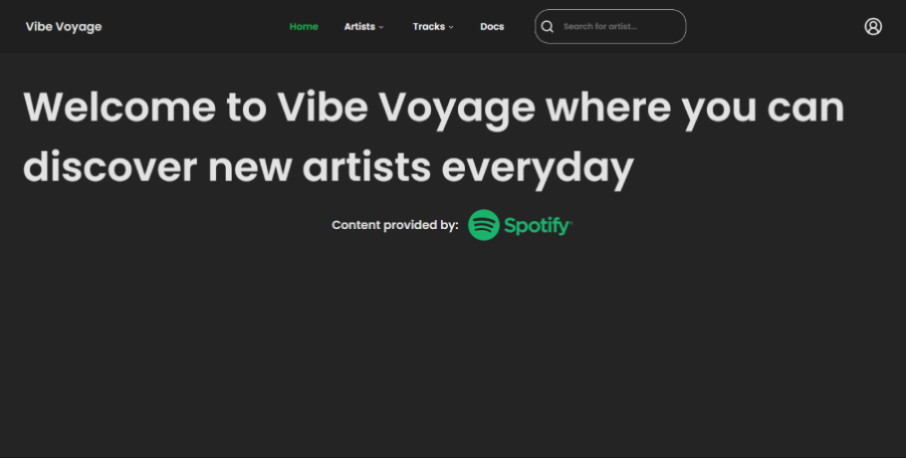 Vibe Voyage Home Artists Tracks Docs Search for artist...
Welcome to Vibe Voyage where you can
discover new artists everyday
Content provided by: Spotify